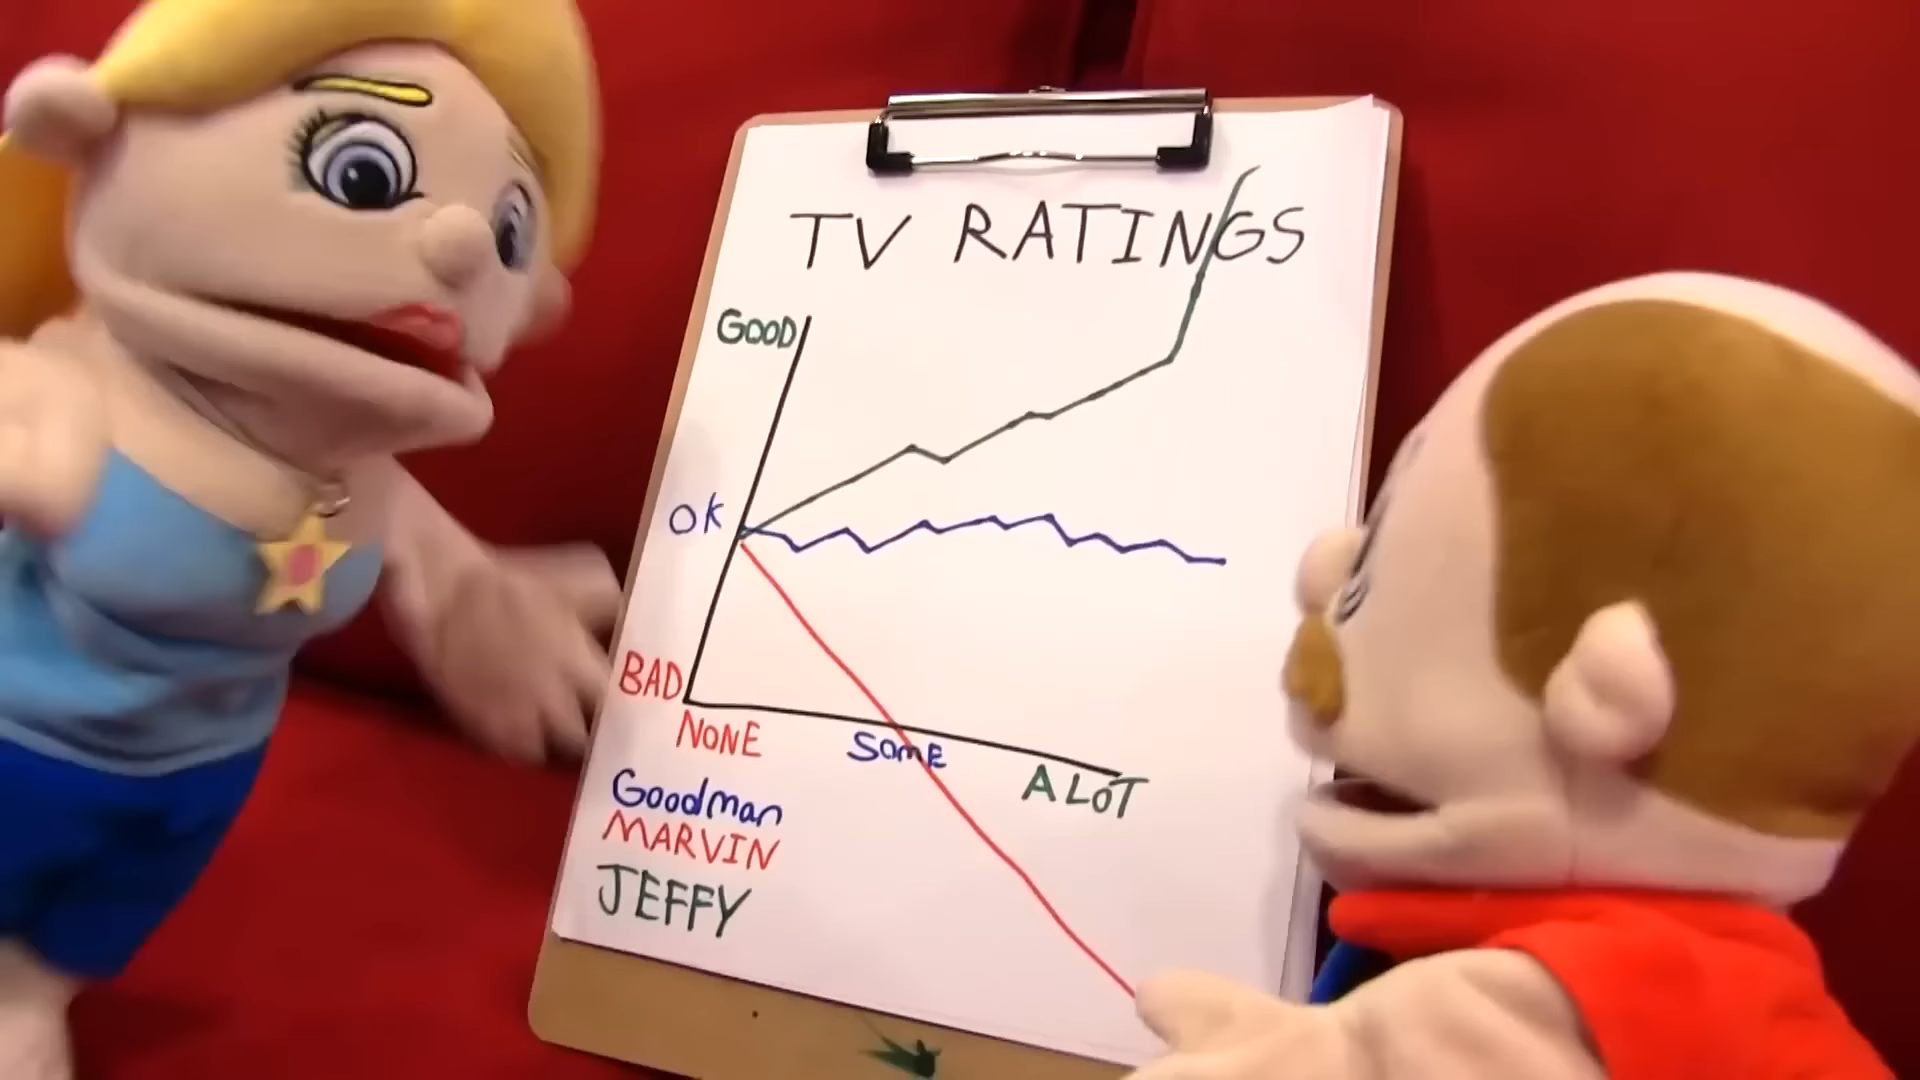 TV RATINGS
GOOD
OK
BAD
NONE SOME A LOT
Goodman
MARVIN
JEFFY